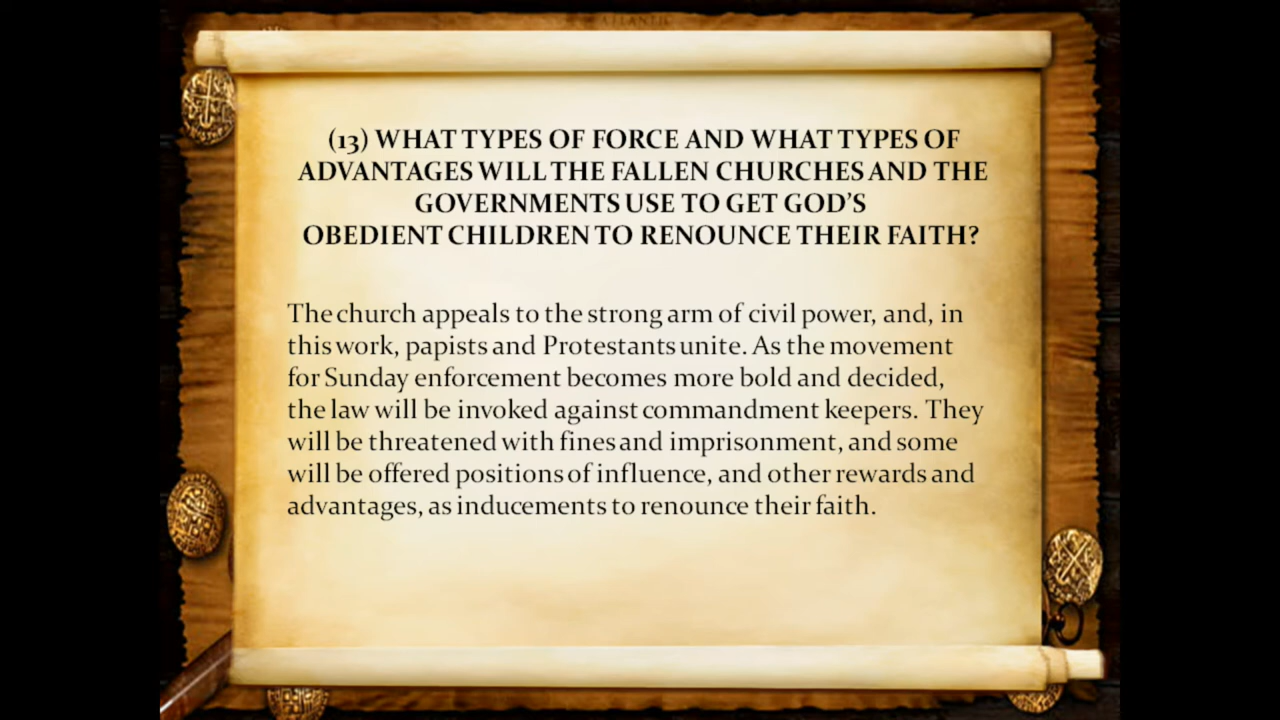 ATLANTIC
(13) WHAT TYPES OF FORCE AND WHAT TYPES OF
ADVANTAGES WILL THE FALLEN CHURCHES AND THE
GOVERNMENTS USE TO GET GOD’S
OBEDIENT CHILDREN TO RENOUNCE THEIR FAITH?
The church appeals to the strong arm of civil power, and, in
this work, papists and Protestants unite. As the movement
for Sunday enforcement becomes more bold and decided,
the law will be invoked against commandment keepers. They
will be threatened with fines and imprisonment, and some
will be offered positions of influence, and other rewards and
advantages, as inducements to renounce their faith.